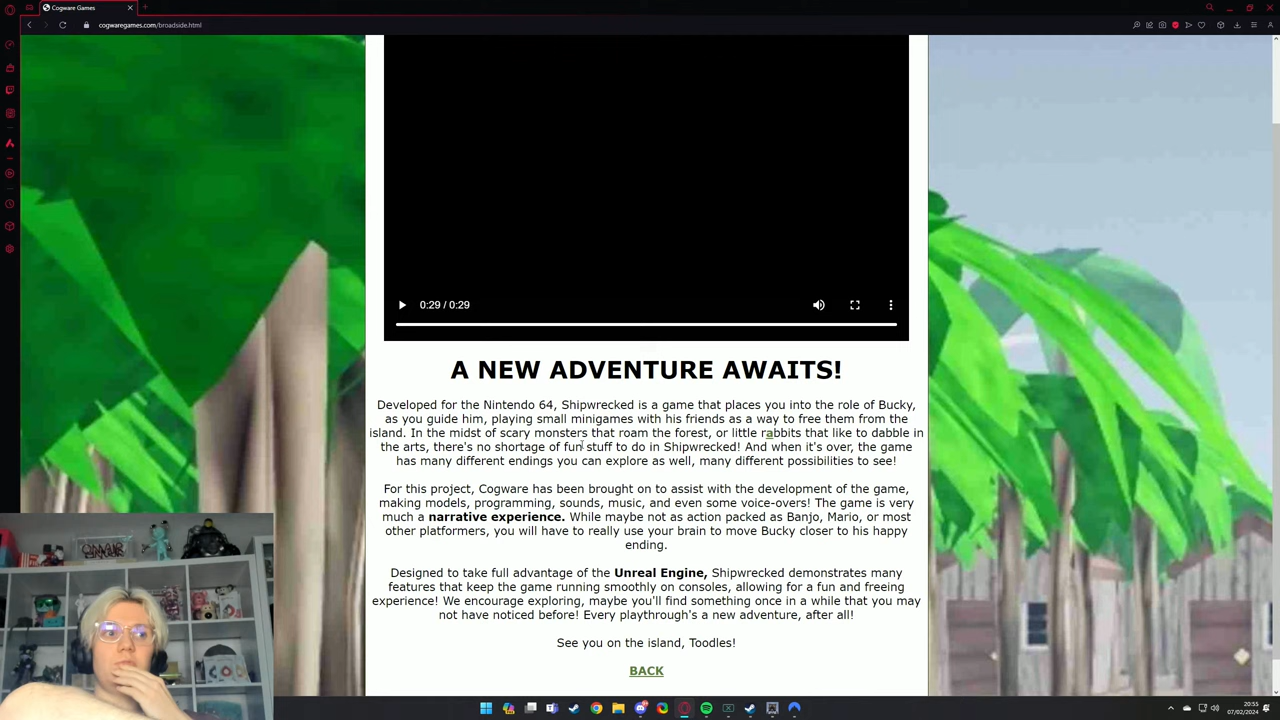 Cogware Games
cogwaregames.com/broadside.html
0:29 / 0:29
A NEW ADVENTURE AWAITS!
Developed for the Nintendo 64, Shipwrecked is a game that places you into the role of Bucky,
as you guide him, playing small minigames with his friends as a way to free them from the
island. In the midst of scary monsters that roam the forest, or little rabbits that like to dabble in
the arts, there's no shortage of fun stuff to do in Shipwrecked! And when it's over, the game
has many different endings you can explore as well, many different possibilities to see!
For this project, Cogware has been brought on to assist with the development of the game,
making models, programming, sounds, music, and even some voice-overs! The game is very
much a narrative experience. While maybe not as action packed as Banjo, Mario, or most
other platformers, you will have to really use your brain to move Bucky closer to his happy
ending.
Designed to take full advantage of the Unreal Engine, Shipwrecked demonstrates many
features that keep the game running smoothly on consoles, allowing for a fun and freeing
experience! We encourage exploring, maybe you'll find something once in a while that you may
not have noticed before! Every playthrough's a new adventure, after all!
See you on the island, Toodles!
BACK
20:55
07/02/2024